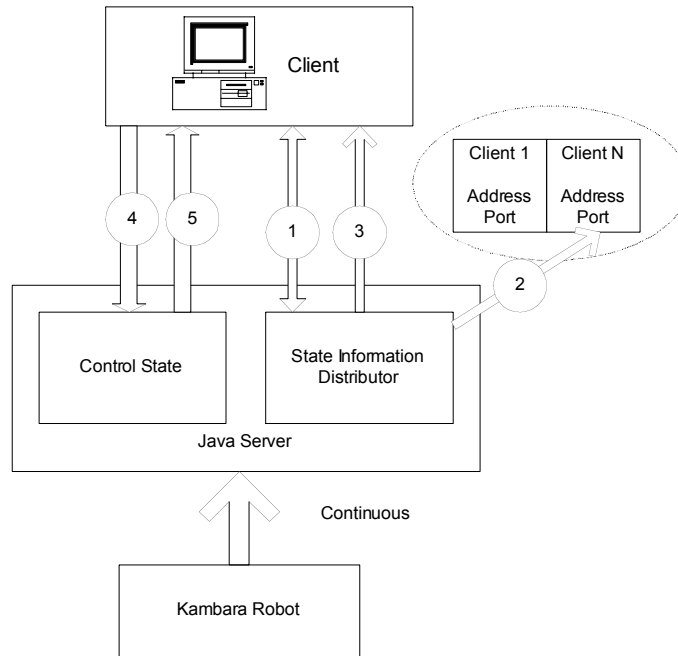 Client
Client 1
Address
Port
Client N
Address
Port
4
5
1
3
2
Control State
State Information
Distributor
Java Server
Continuous
Kambara Robot